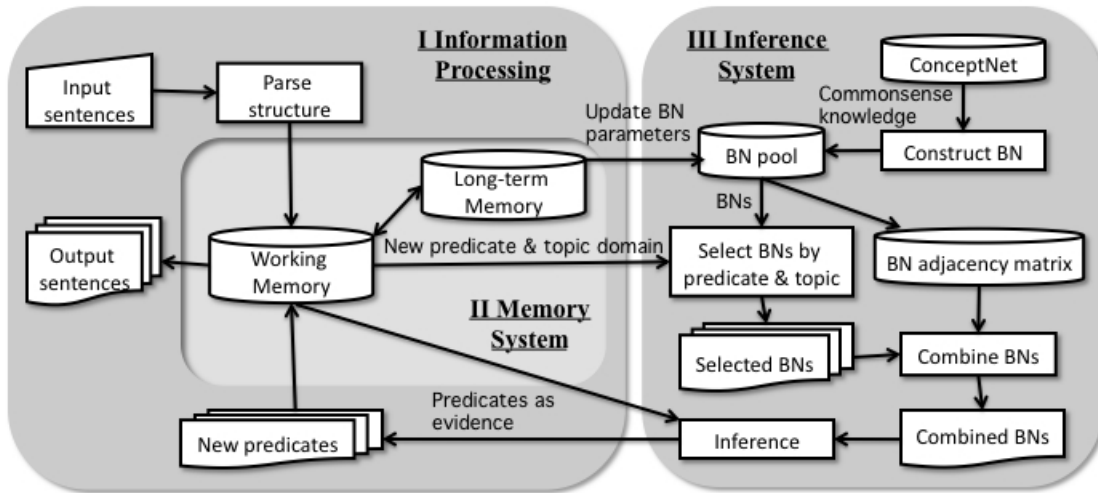 I Information
Processing
III Inference
System
Input
sentences
Parse
structure
ConceptNet
Commonsense
knowledge
Update BN
parameters
BN pool
Construct BN
Long-term
Memory
BNs
Output
sentences
Working
Memory
New predicate & topic domain
Select BNs by
predicate & topic
BN adjacency matrix
II Memory
System
Selected BNs
Combine BNs
Predicates as
evidence
New predicates
Inference
Combined BNs